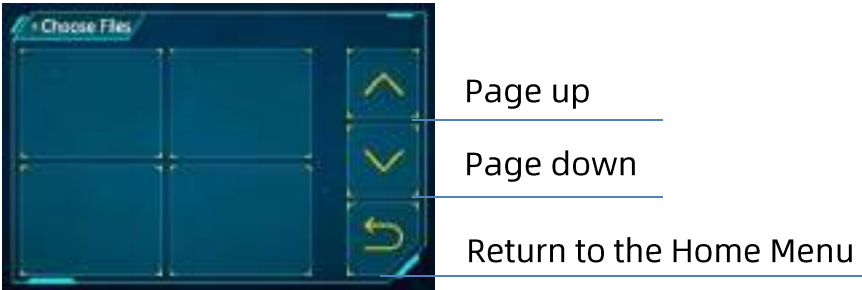 Choose Files
Page up
Page down
Return to the Home Menu